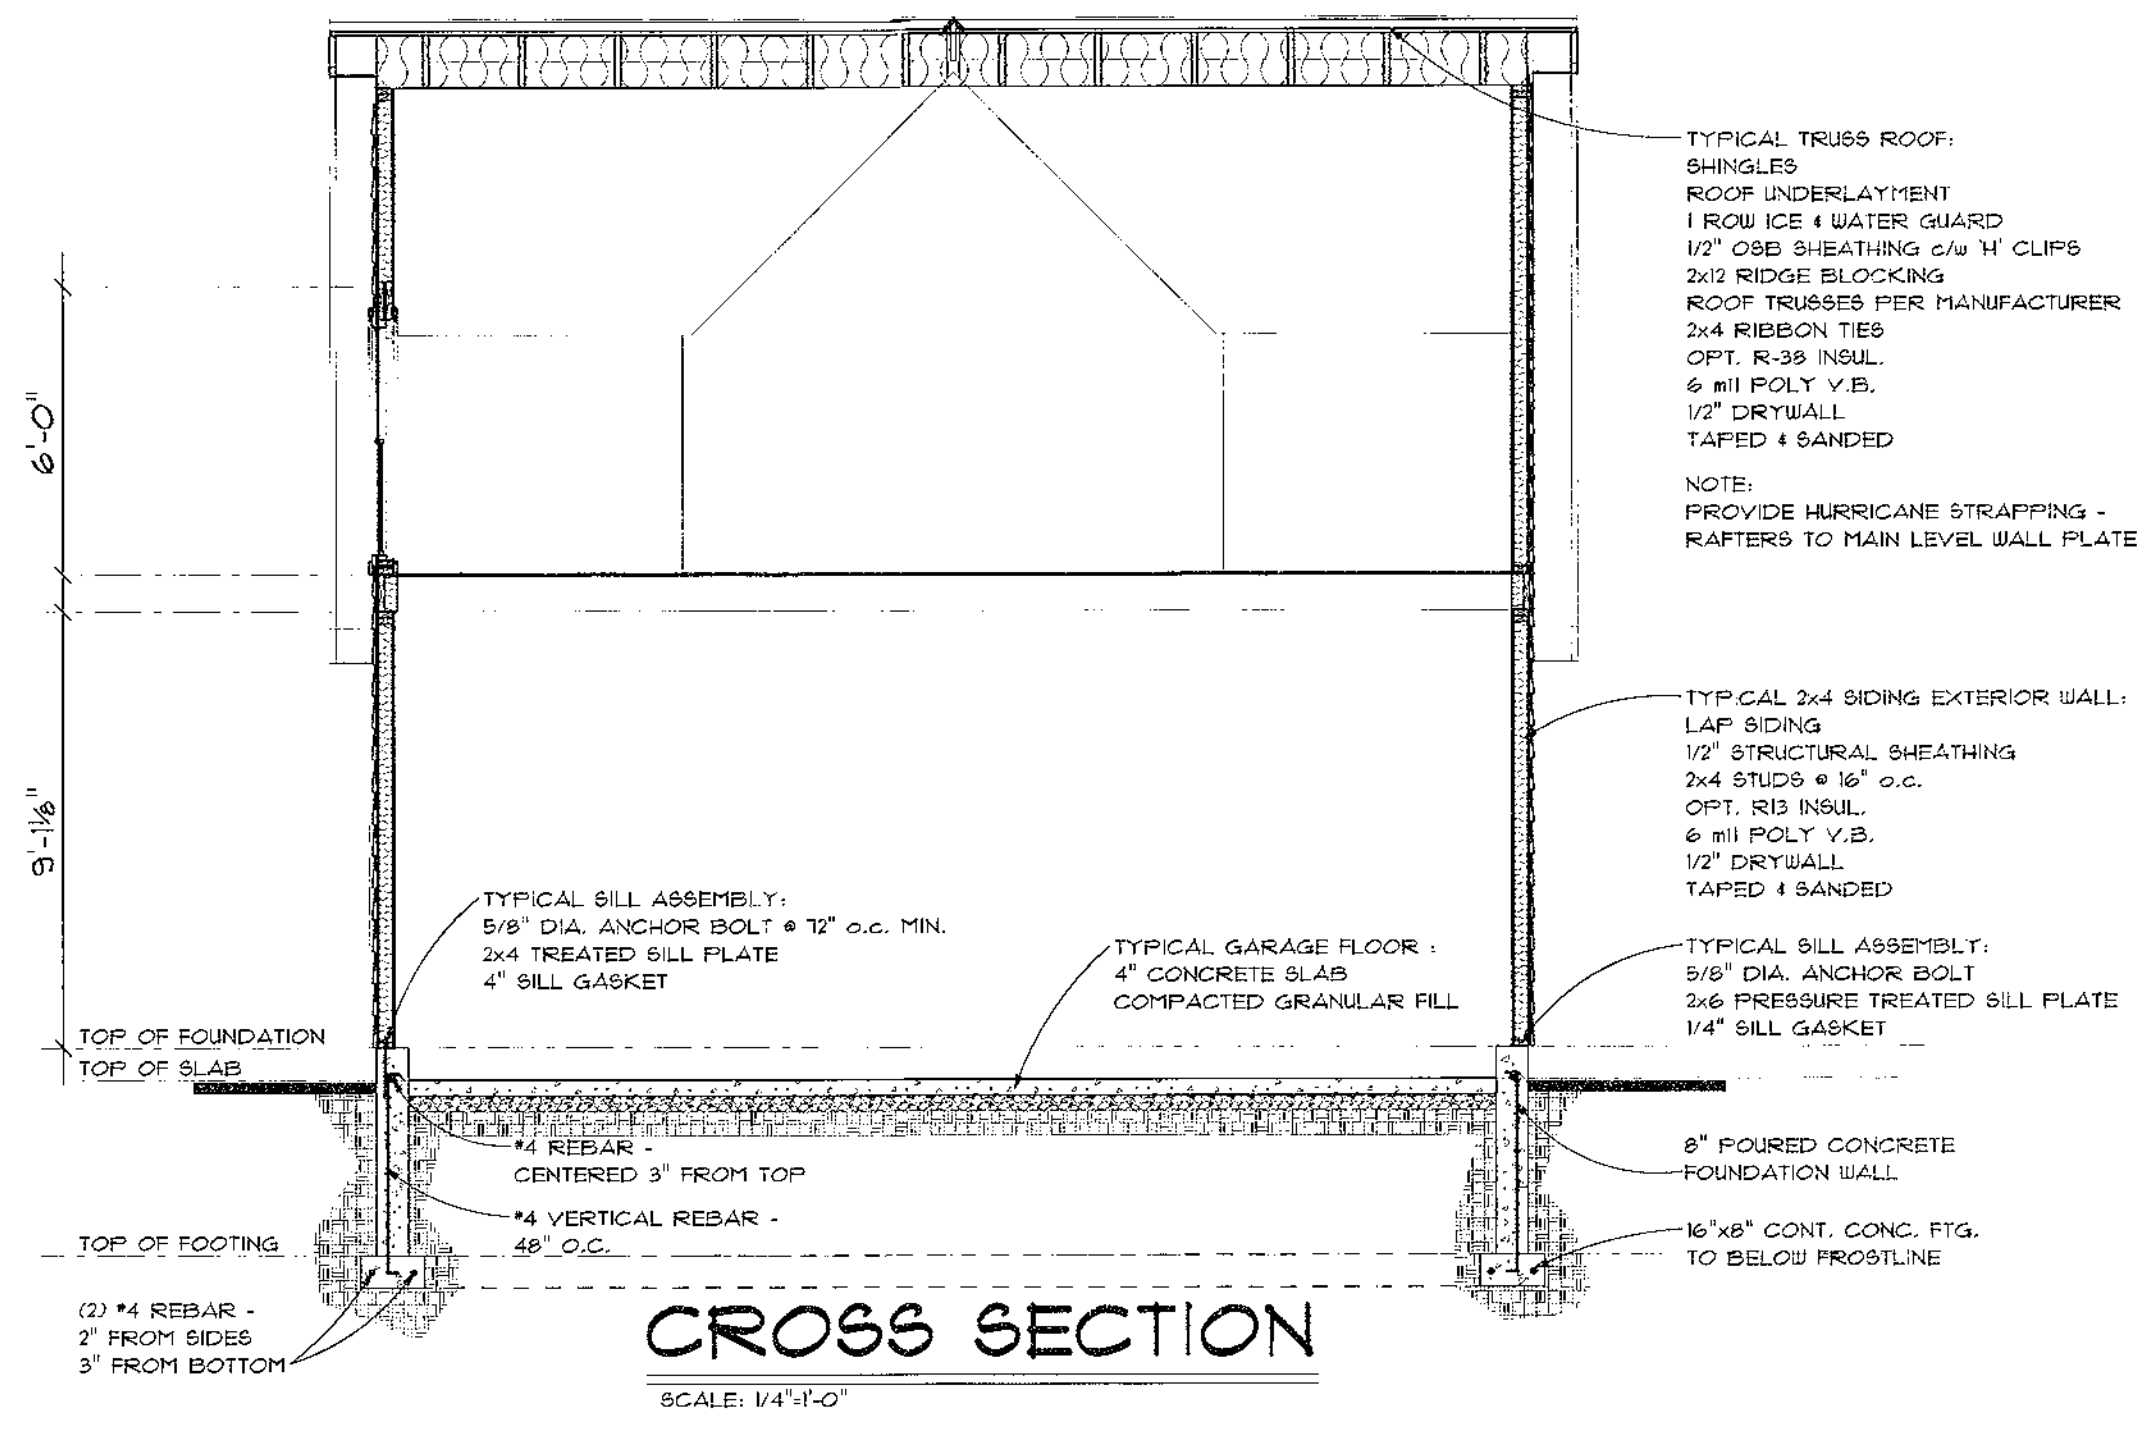 TYPICAL TRUSS ROOF:
SHINGLES
ROOF UNDERLAYMENT
1 ROW ICE & WATER GUARD
1/2" OSB SHEATHING c/w 'H' CLIPS
2x12 RIDGE BLOCKING
ROOF TRUSSES PER MANUFACTURER
2x4 RIBBON TIES
OPT. R-38 INSUL.
6 mil POLY V.B.
1/2" DRYWALL
TAPED & SANDED
NOTE:
PROVIDE HURRICANE STRAPPING -
RAFTERS TO MAIN LEVEL WALL PLATE
6'-0"
9'-1⅛"
TYPICAL 2x4 SIDING EXTERIOR WALL:
LAP SIDING
1/2" STRUCTURAL SHEATHING
2x4 STUDS @ 16" o.c.
OPT. R13 INSUL.
6 mil POLY V.B.
1/2" DRYWALL
TAPED & SANDED
TYPICAL SILL ASSEMBLY:
5/8" DIA. ANCHOR BOLT @ 72" o.c. MIN.
2x4 TREATED SILL PLATE
4" SILL GASKET
TYPICAL GARAGE FLOOR :
4" CONCRETE SLAB
COMPACTED GRANULAR FILL
TYPICAL SILL ASSEMBLY:
5/8" DIA. ANCHOR BOLT
2x6 PRESSURE TREATED SILL PLATE
1/4" SILL GASKET
TOP OF FOUNDATION
TOP OF SLAB
#4 REBAR -
CENTERED 3" FROM TOP
#4 VERTICAL REBAR -
48" O.C.
8" POURED CONCRETE
FOUNDATION WALL
TOP OF FOOTING
16"x8" CONT. CONC. FTG.
TO BELOW FROSTLINE
(2) #4 REBAR -
2" FROM SIDES
3" FROM BOTTOM
CROSS SECTION
SCALE: 1/4"=1'-0"